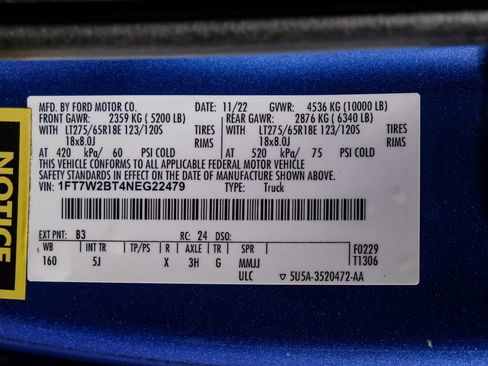 MFD. BY FORD MOTOR CO. DATE: 11/22 GVWR: 4536 KG (10000 LB)
FRONT GAWR: 2359 KG ( 5200 LB) REAR GAWR: 2876 KG ( 6340 LB)
LT275/65R18E 123/120S TIRES LT275/65R18E 123/120S TIRES
18x8.0J RIMS 18x8.0J RIMS
AT 420 kPa/ 60 PSI COLD AT 520 kPa/ 75 PSI COLD
THIS VEHICLE CONFORMS TO ALL APPLICABLE FEDERAL MOTOR VEHICLE
SAFETY STANDARDS IN EFFECT ON THE DATE OF MANUFACTURE SHOWN ABOVE.
VIN: 1FT7W2BT4NEG22479 TYPE: Truck
EXT PNT: B3 RC: 24 DSO:
WB INT TR TP/PS R AXLE TR SPR F0229
160 5J X 3H G MMJJ T1306
ULC 5U5A-3520472-AA
NOTICE